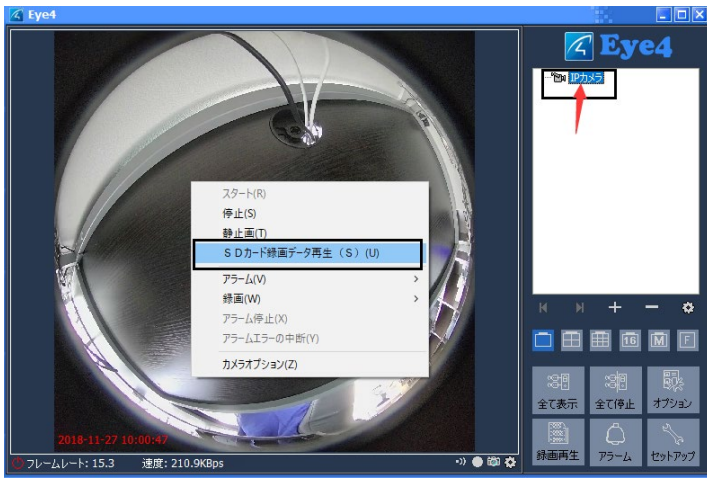 Eye4
Eye4
IPカメラ
スタート(R)
停止(S)
静止画(T)
ＳＤカード録画データ再生（Ｓ）(U)
アラーム(V)
録画(W)
アラーム停止(X)
アラームエラーの中断(Y)
カメラオプション(Z)
16
M
F
全て表示
全て停止
オプション
録画再生
アラーム
セットアップ
2018-11-27 10:00:47
フレームレート: 15.3
速度: 210.9KBps